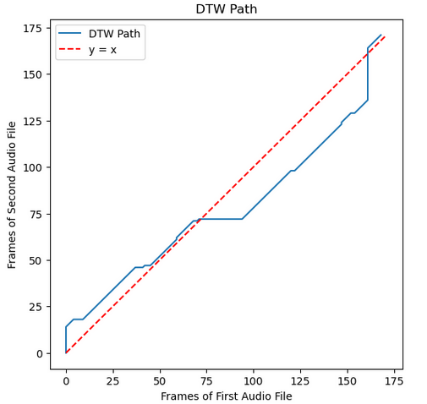 DTW Path
DTW Path
y = x
175
150
125
100
75
50
25
0
Frames of Second Audio File
0 25 50 75 100 125 150 175
Frames of First Audio File